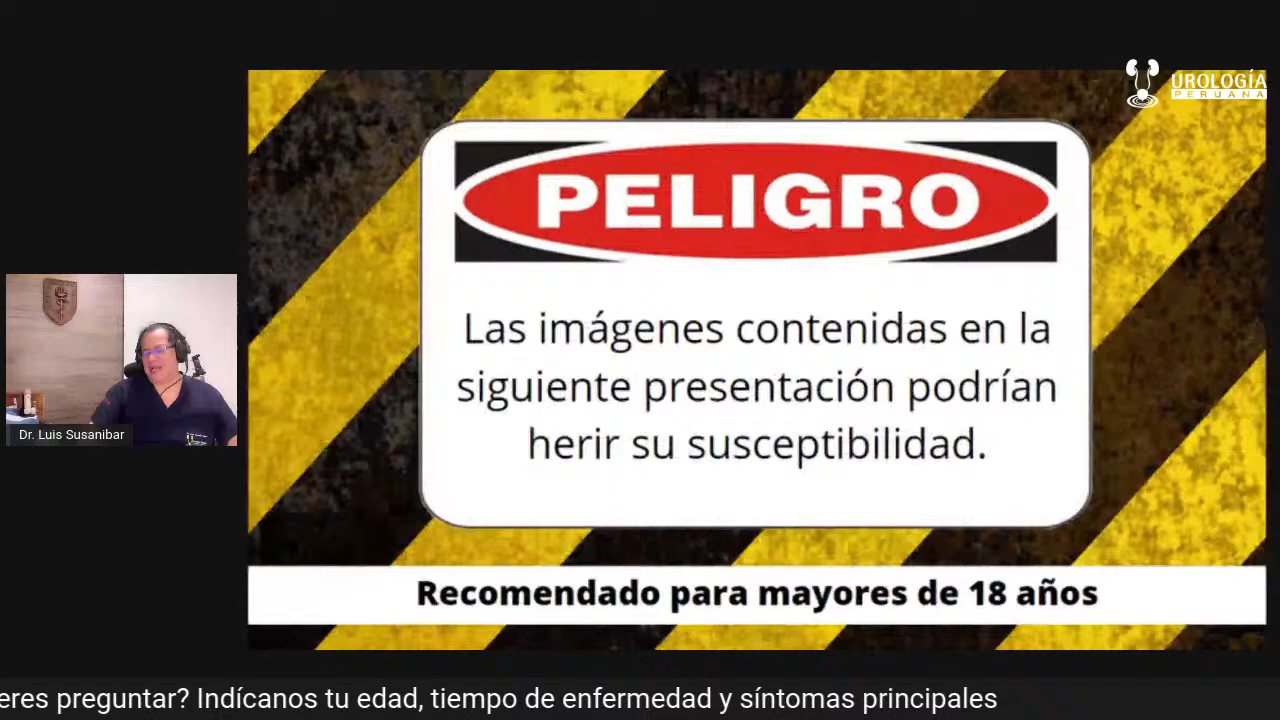 UROLOGÍA
PERUANA
PELIGRO
Las imágenes contenidas en la
siguiente presentación podrían
herir su susceptibilidad.
Dr. Luis Susanibar
Recomendado para mayores de 18 años
eres preguntar? Indícanos tu edad, tiempo de enfermedad y síntomas principales